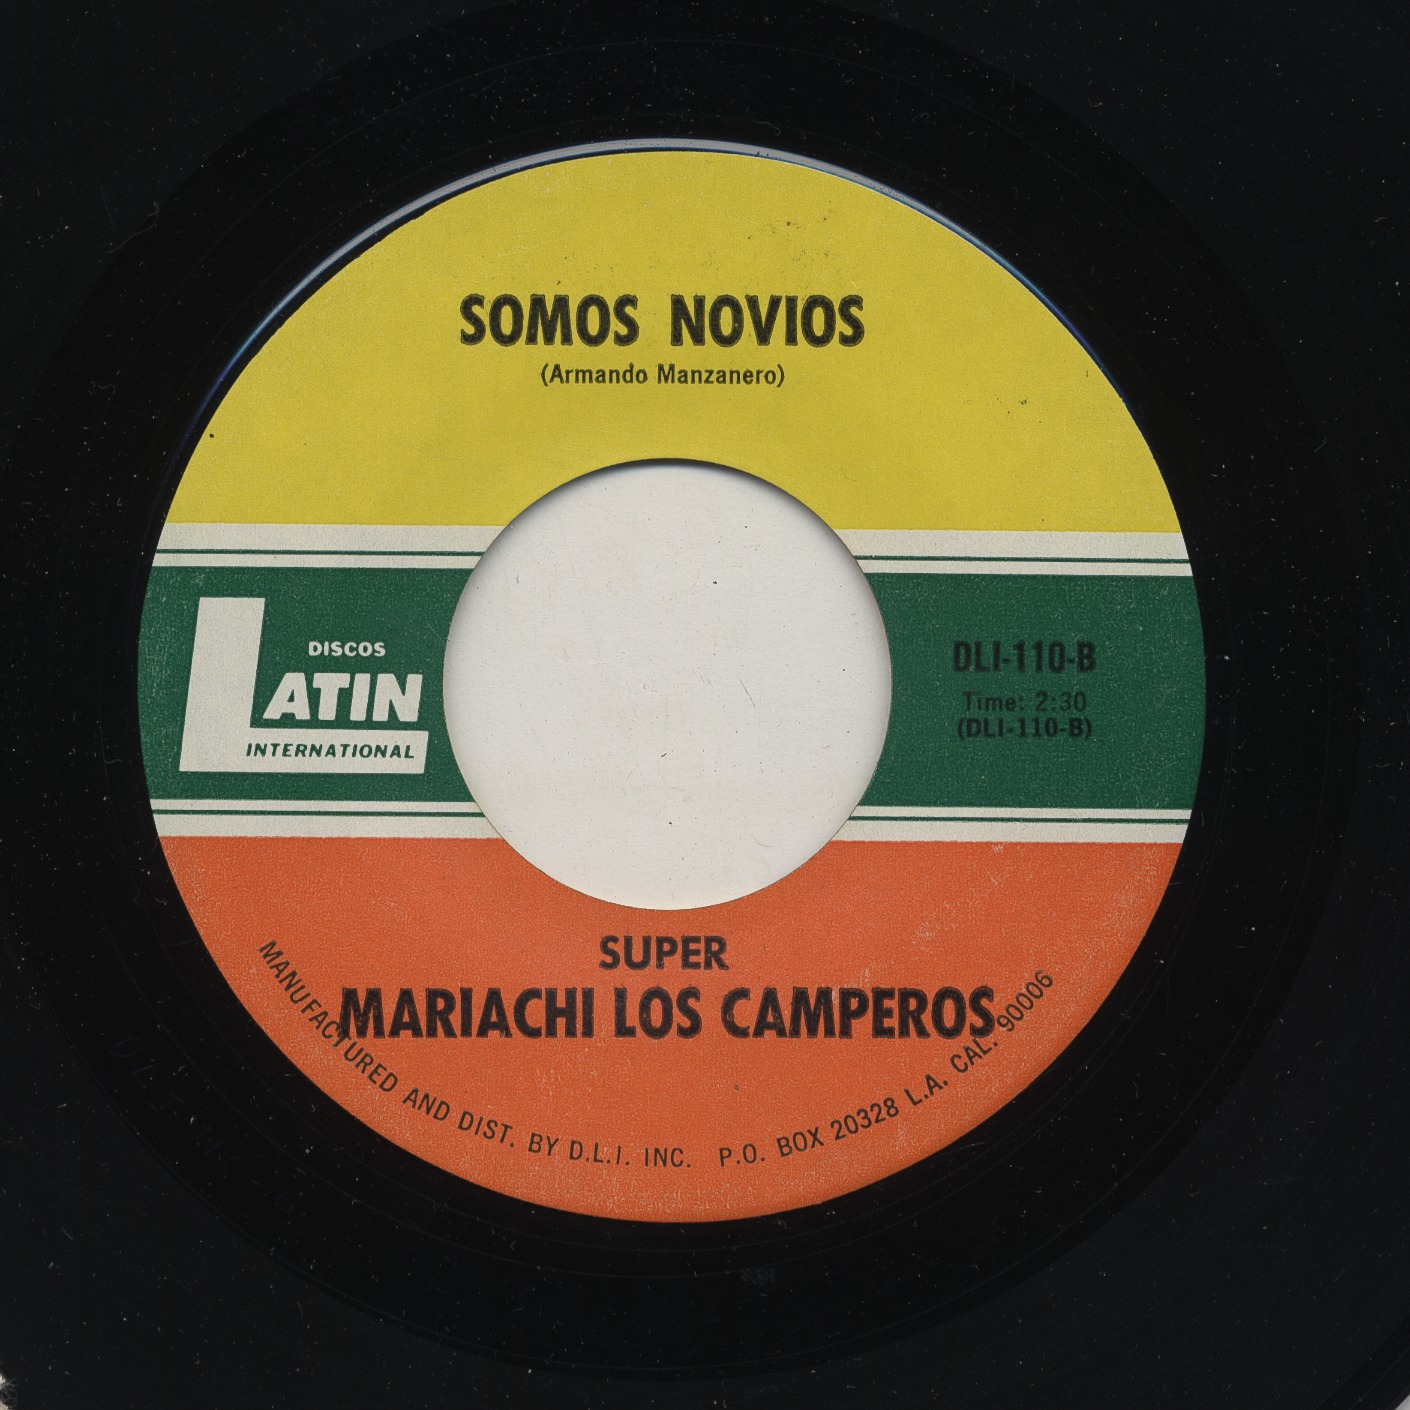 SOMOS NOVIOS
(Armando Manzanero)
DISCOS
LATIN
INTERNATIONAL
DLI-110-B
Time: 2:30
(DLI-110-B)
SUPER
MARIACHI LOS CAMPEROS
MANUFACTURED AND DIST. BY D.L.I. INC. P.O. BOX 20328 L.A. CAL. 90006